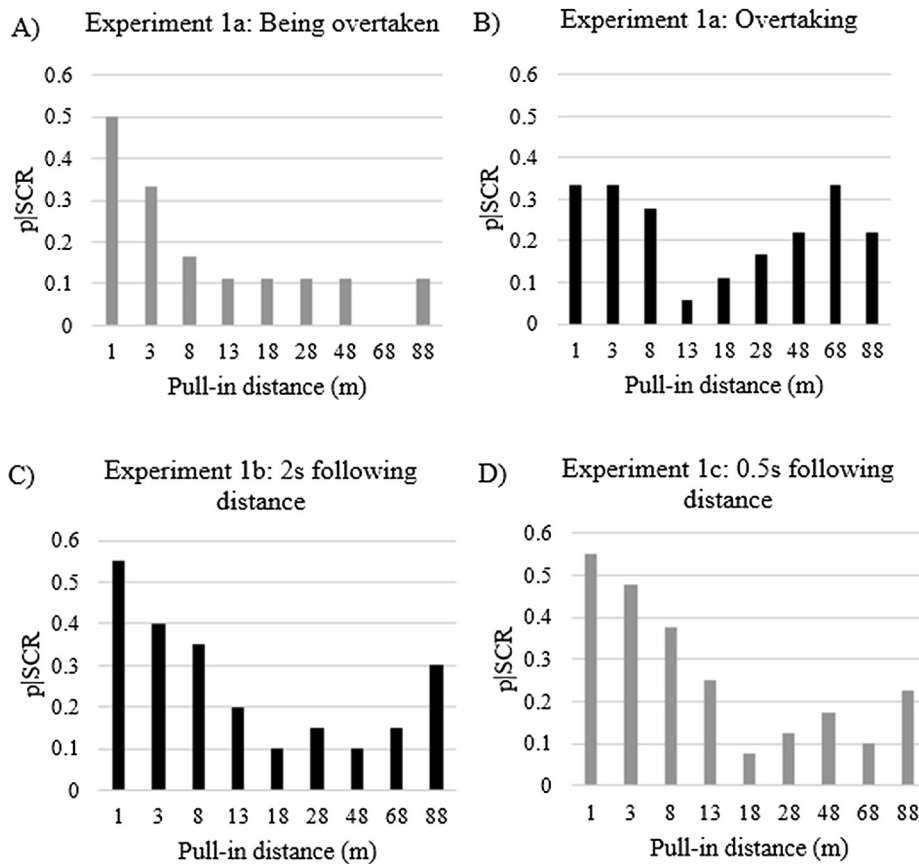 A)
Experiment 1a: Being overtaken
0.6
0.5
0.4
0.3
0.2
0.1
0
p|SCR
1 3 8 13 18 28 48 68 88
Pull-in distance (m)
B)
Experiment 1a: Overtaking
0.6
0.5
0.4
0.3
0.2
0.1
0
p|SCR
1 3 8 13 18 28 48 68 88
Pull-in distance (m)
C)
Experiment 1b: 2s following
distance
0.6
0.5
0.4
0.3
0.2
0.1
0
p|SCR
1 3 8 13 18 28 48 68 88
Pull-in distance (m)
D)
Experiment 1c: 0.5s following
distance
0.6
0.5
0.4
0.3
0.2
0.1
0
p|SCR
1 3 8 13 18 28 48 68 88
Pull-in distance (m)